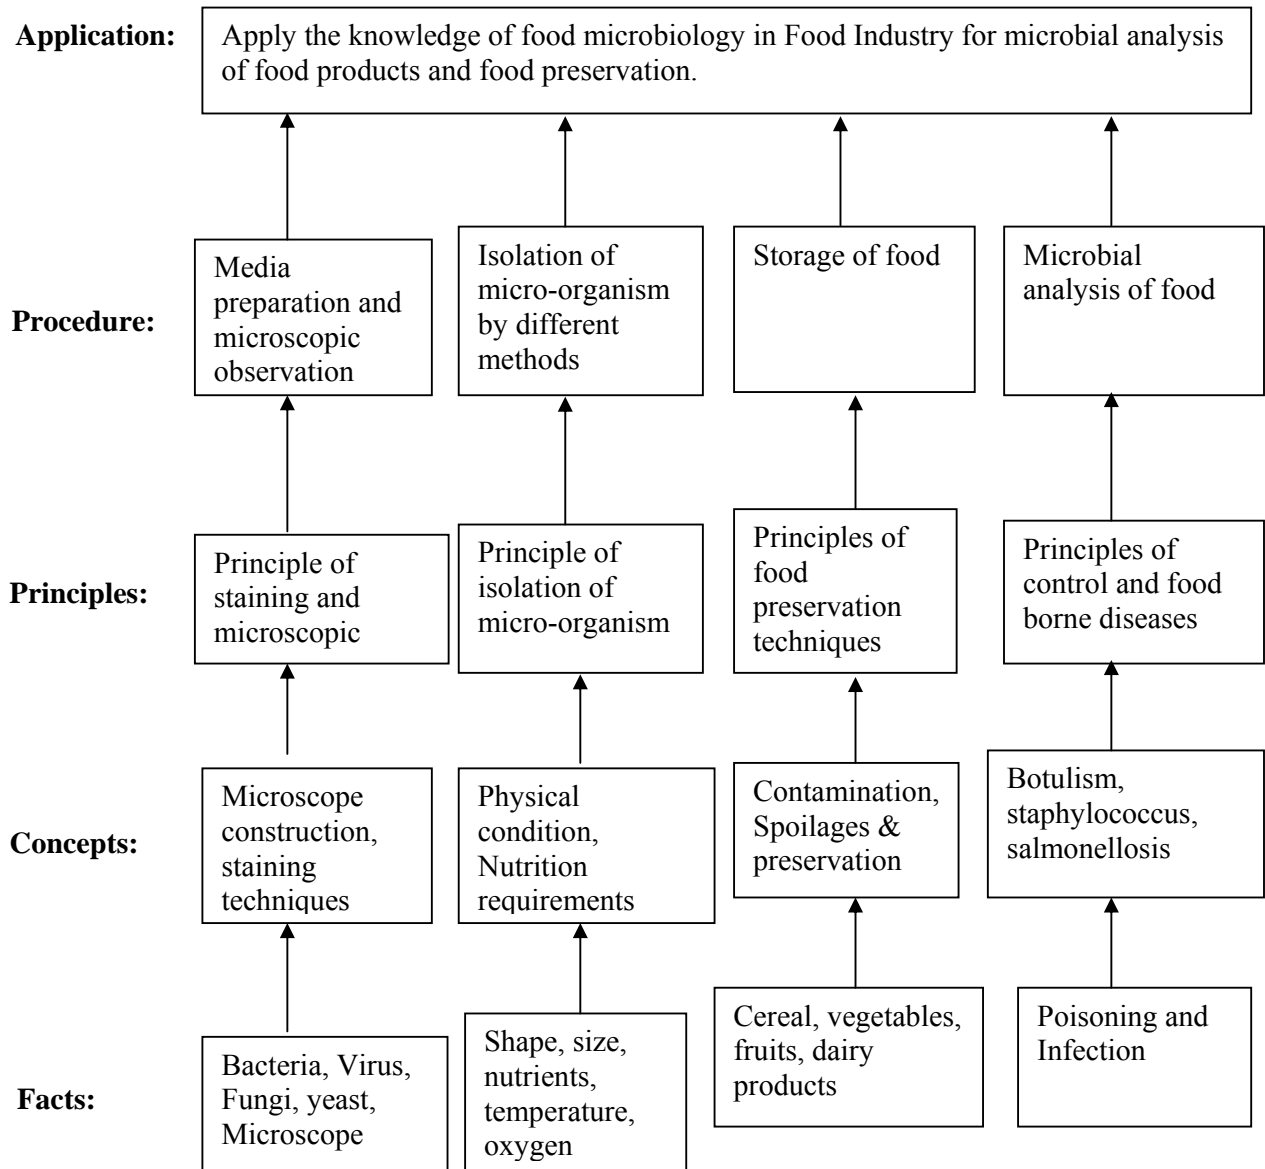 Application:
Apply the knowledge of food microbiology in Food Industry for microbial analysis
of food products and food preservation.
Procedure:
Media
preparation and
microscopic
observation
Isolation of
micro-organism
by different
methods
Storage of food
Microbial
analysis of food
Principles:
Principle of
staining and
microscopic
Principle of
isolation of
micro-organism
Principles of
food
preservation
techniques
Principles of
control and food
borne diseases
Concepts:
Microscope
construction,
staining
techniques
Physical
condition,
Nutrition
requirements
Contamination,
Spoilages &
preservation
Botulism,
staphylococcus,
salmonellosis
Facts:
Bacteria, Virus,
Fungi, yeast,
Microscope
Shape, size,
nutrients,
temperature,
oxygen
Cereal, vegetables,
fruits, dairy
products
Poisoning and
Infection